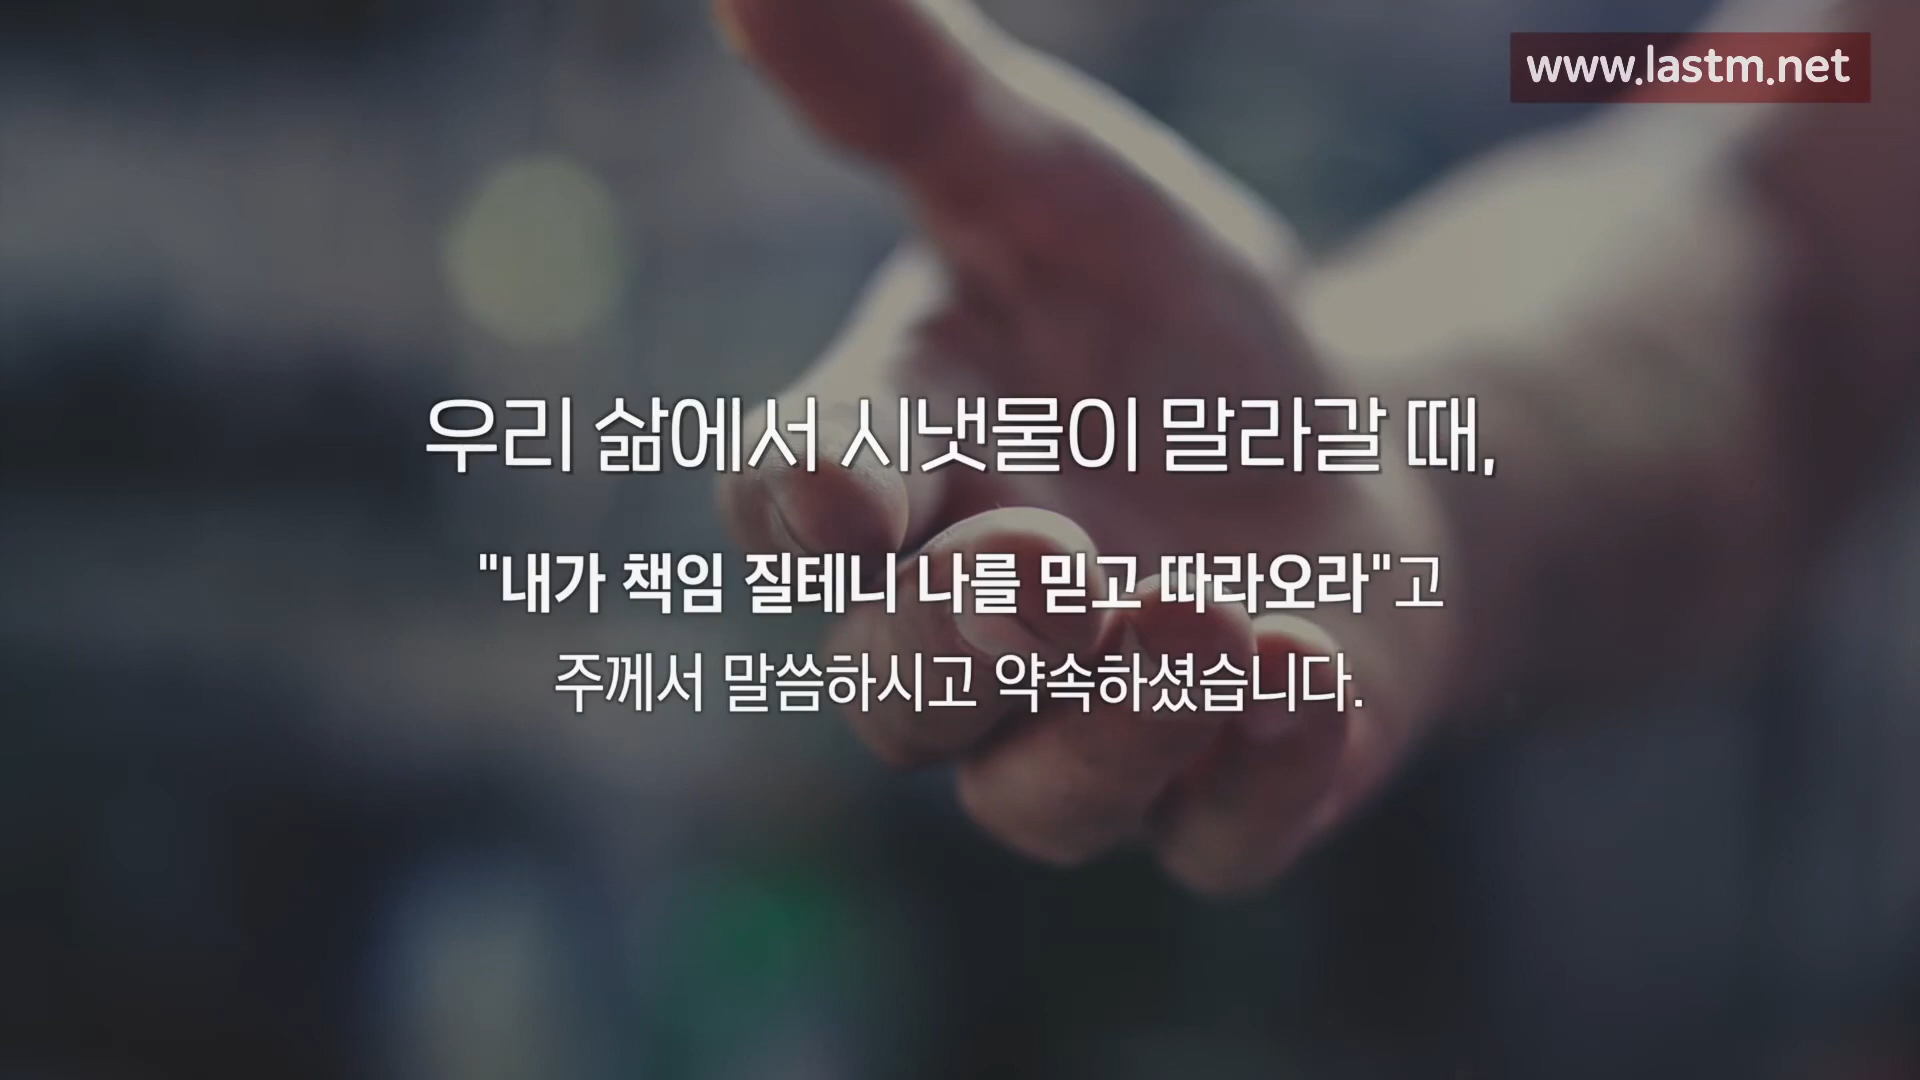 www.lastm.net
우리 삶에서 시냇물이 말라갈 때,
"내가 책임 질테니 나를 믿고 따라오라"고
주께서 말씀하시고 약속하셨습니다.